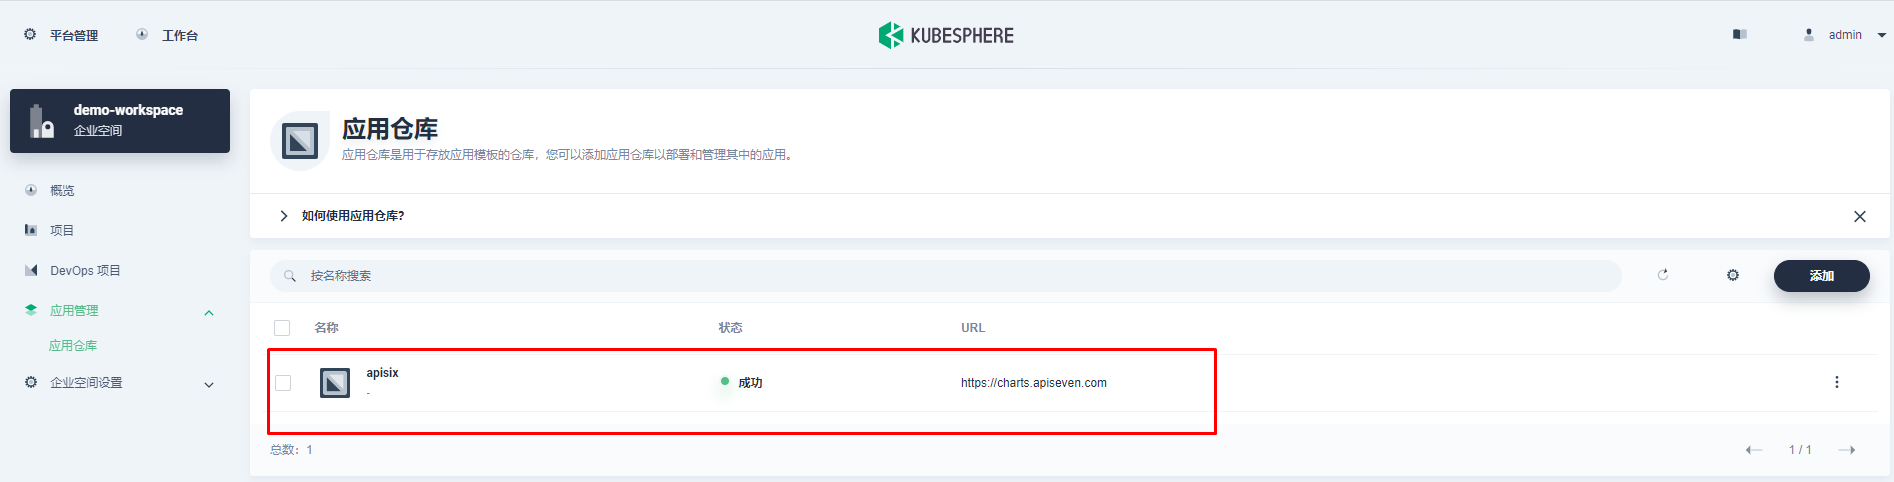 平台管理
工作台
KUBESPHERE
admin
demo-workspace
企业空间
概览
项目
DevOps 项目
应用管理
应用仓库
企业空间设置
应用仓库
应用仓库是用于存放应用模板的仓库，您可以添加应用仓库以部署和管理其中的应用。
如何使用应用仓库?
按名称搜索
添加
名称 状态 URL
apisix
-
成功
https://charts.apiseven.com
总数：1
1 / 1